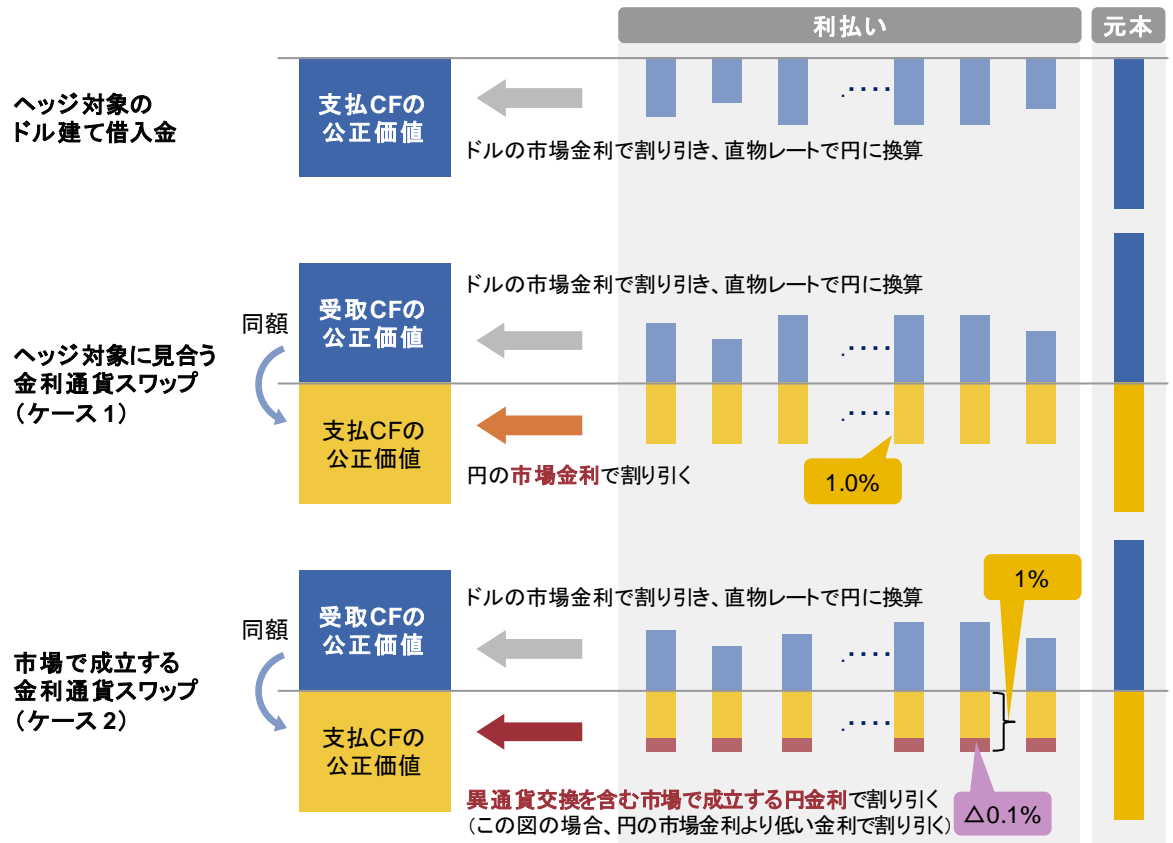 利払い
元本
ヘッジ対象の
ドル建て借入金
支払CFの
公正価値
‥‥
ドルの市場金利で割り引き、直物レートで円に換算
ヘッジ対象に見合う
金利通貨スワップ
（ケース1）
同額
受取CFの
公正価値
ドルの市場金利で割り引き、直物レートで円に換算
‥‥
支払CFの
公正価値
‥‥
円の市場金利で割り引く
1.0%
市場で成立する
金利通貨スワップ
（ケース2）
同額
受取CFの
公正価値
ドルの市場金利で割り引き、直物レートで円に換算
‥‥
1%
支払CFの
公正価値
‥‥
異通貨交換を含む市場で成立する円金利で割り引く
（この図の場合、円の市場金利より低い金利で割り引く）
△0.1%